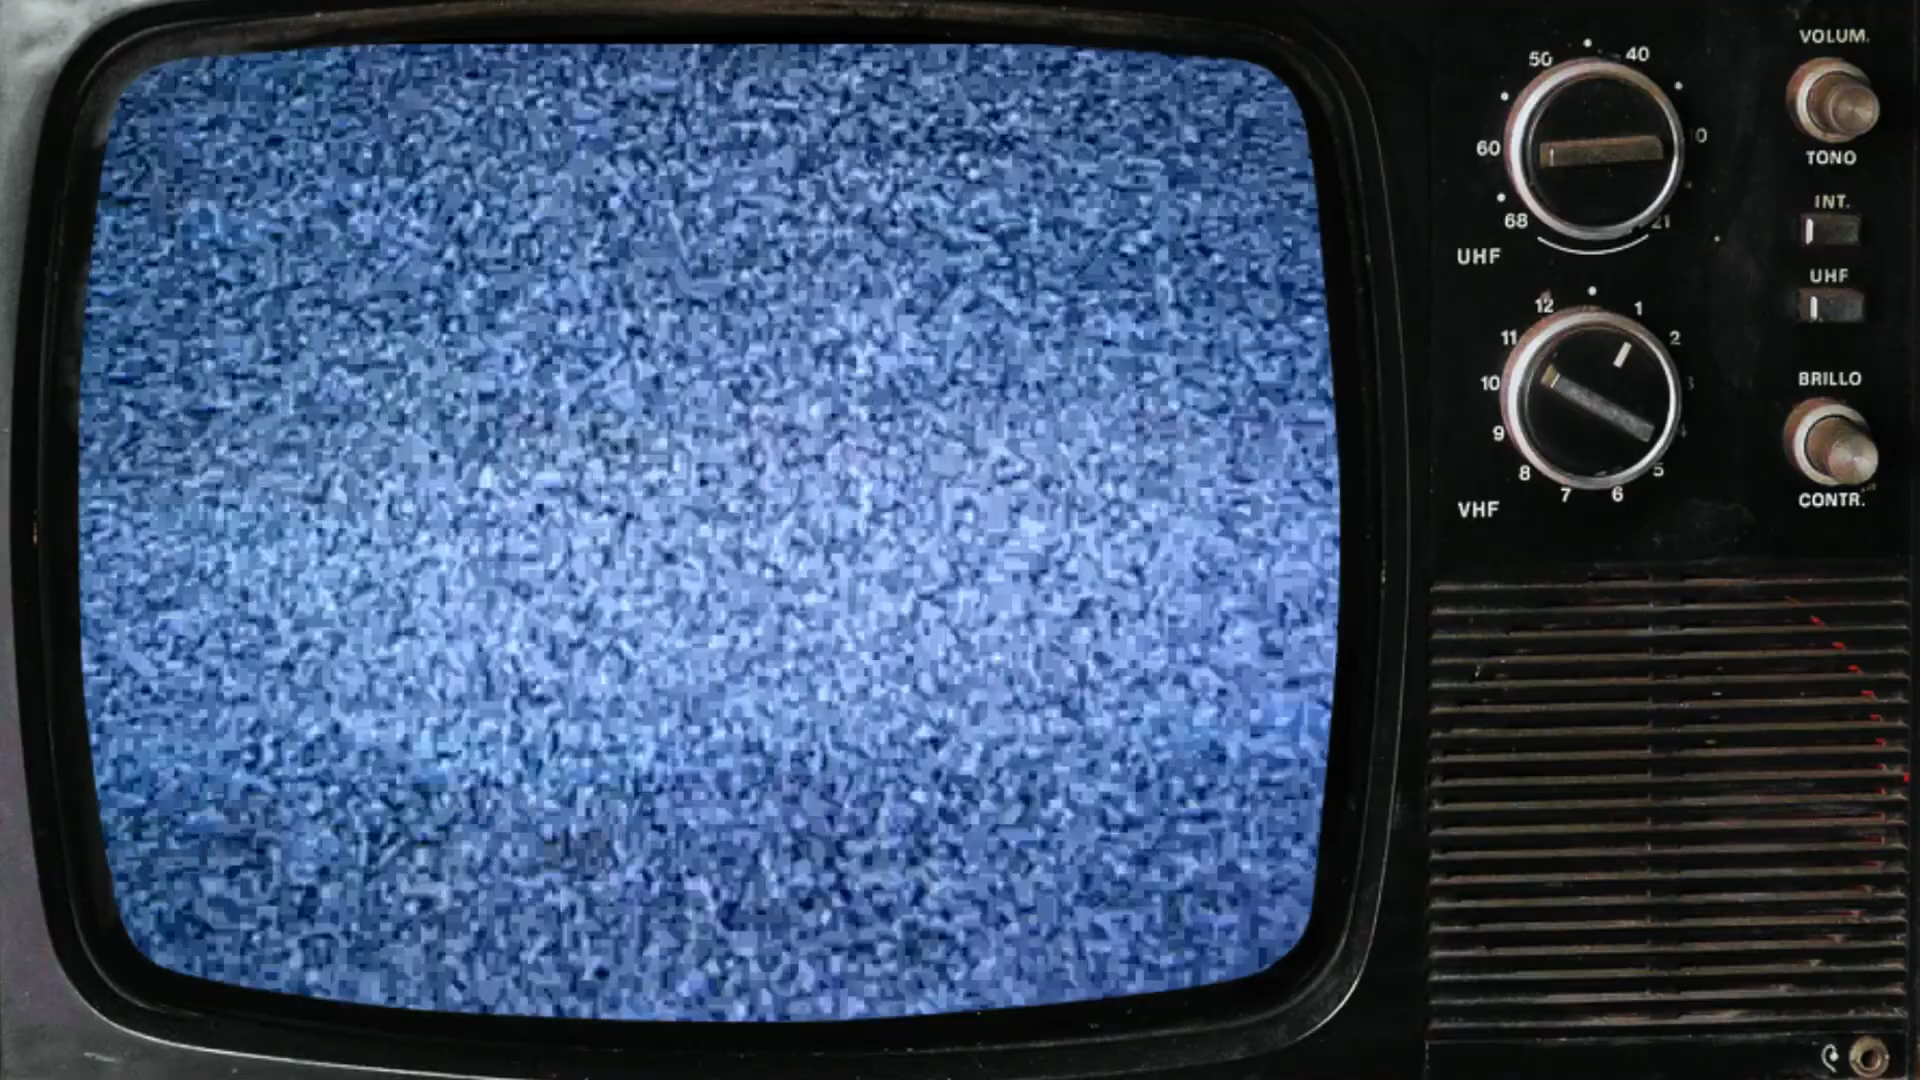 VOLUM.
50 40
60 0
TONO
68 21
INT.
UHF
UHF
12 1
11 2
10 3
BRILLO
9
8 5
7 6
CONTR.
VHF